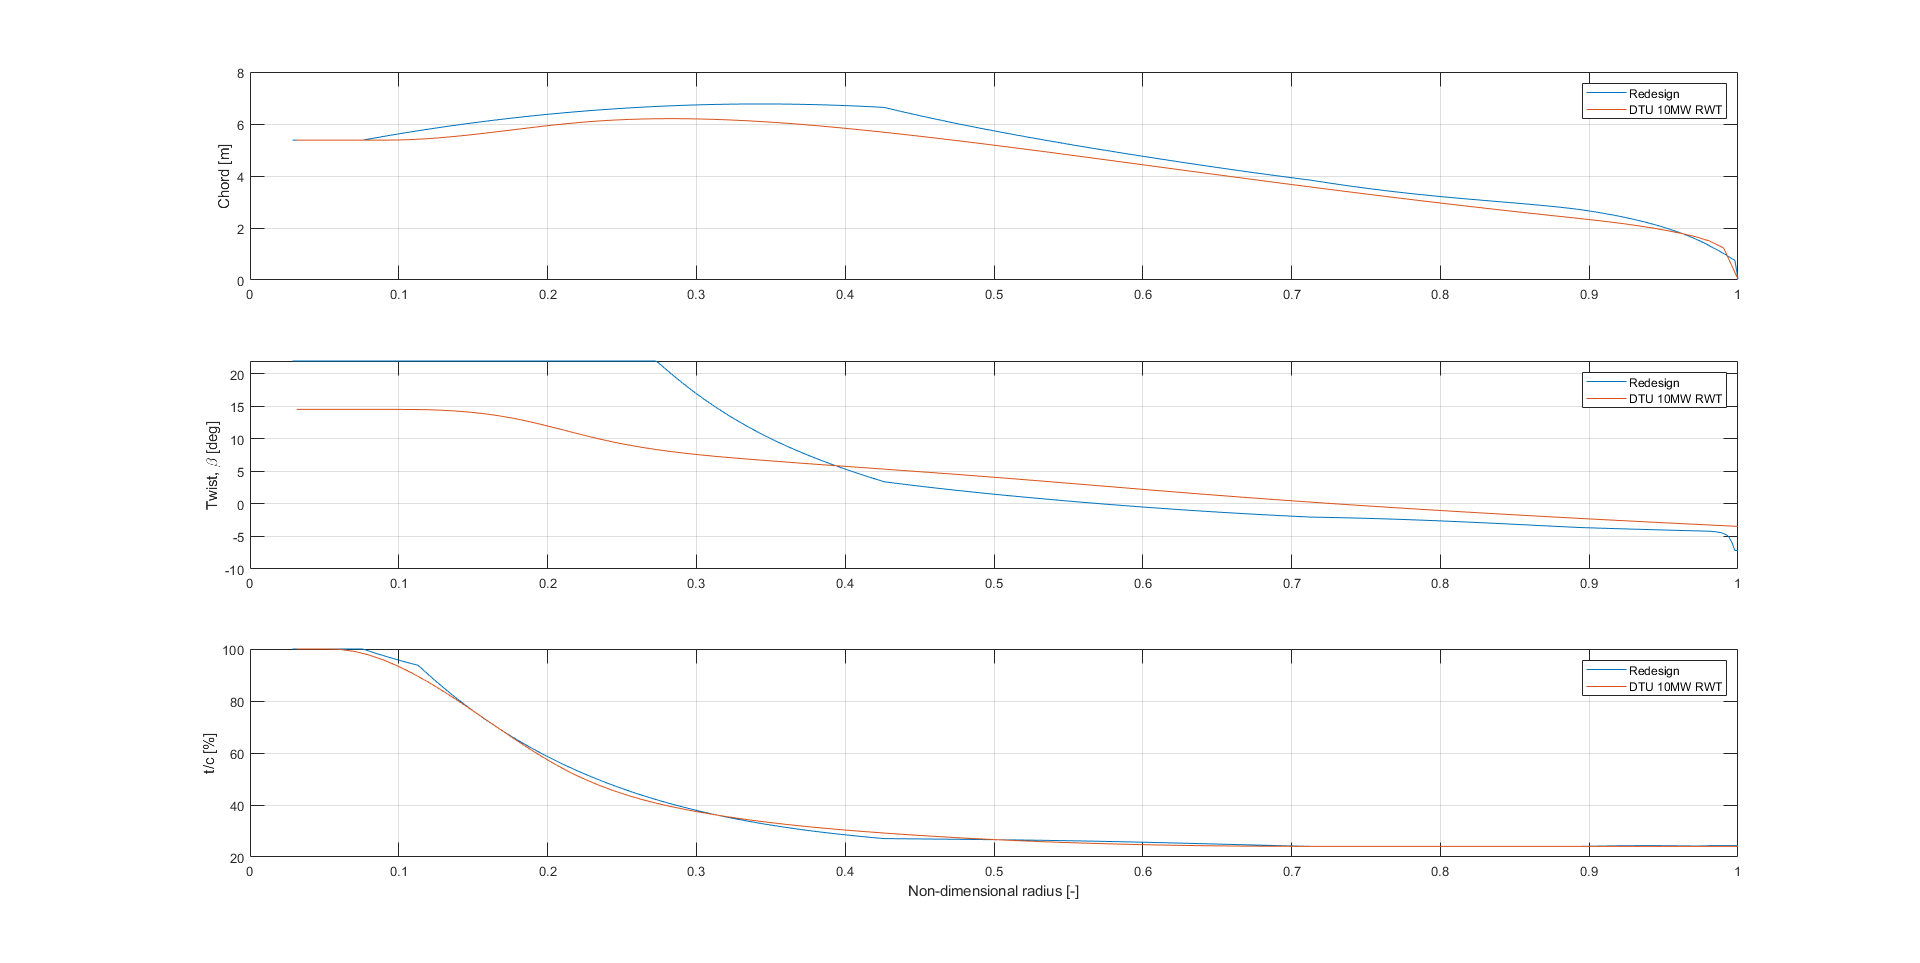 Chord [m]
8
6
4
2
0
0 0.1 0.2 0.3 0.4 0.5 0.6 0.7 0.8 0.9 1
Redesign
DTU 10MW RWT
Twist, β [deg]
20
15
10
5
0
-5
-10
0 0.1 0.2 0.3 0.4 0.5 0.6 0.7 0.8 0.9 1
Redesign
DTU 10MW RWT
t/c [%]
100
80
60
40
20
0 0.1 0.2 0.3 0.4 0.5 0.6 0.7 0.8 0.9 1
Redesign
DTU 10MW RWT
Non-dimensional radius [-]